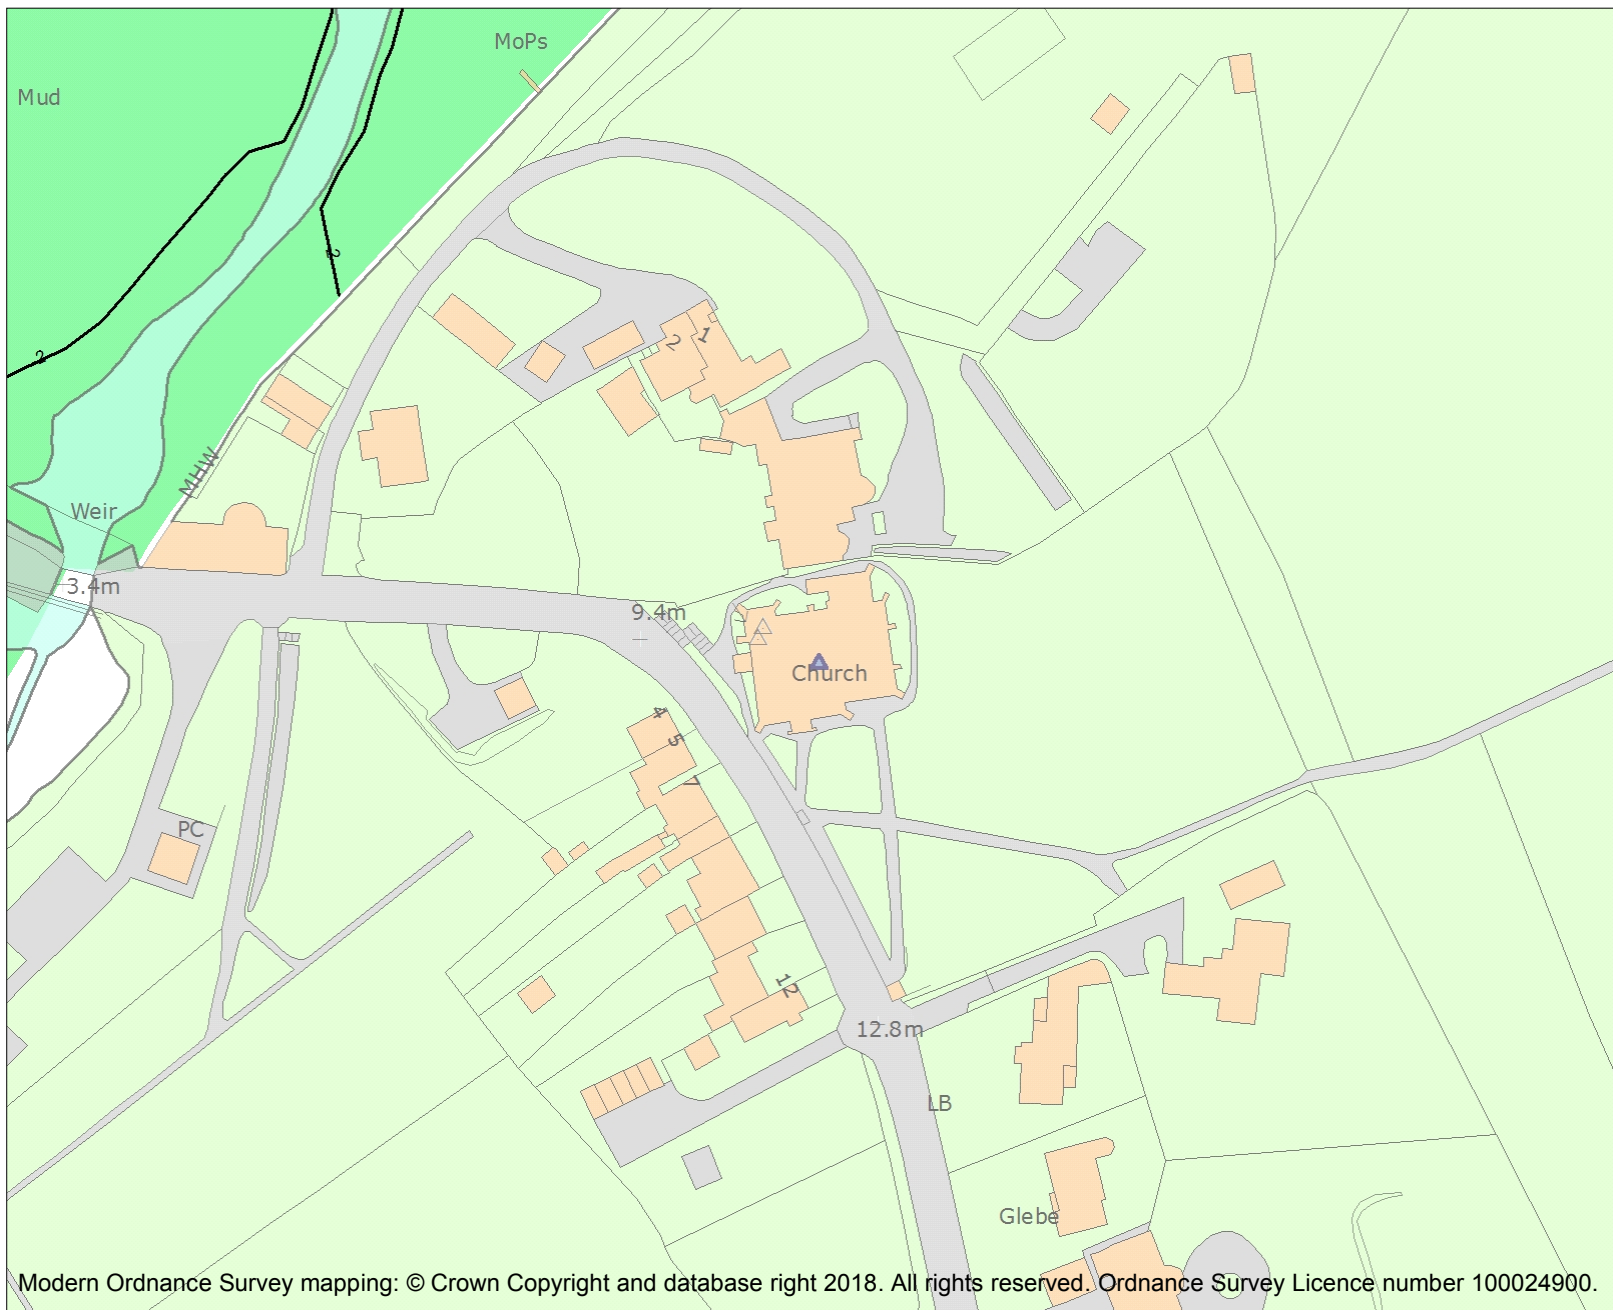 MoPs
Mud
2
2
1
2
MHW
Weir
3.4m
9.4m
Church
4
5
7
PC
12
12.8m
LB
Glebe
Modern Ordnance Survey mapping: © Crown Copyright and database right 2018. All rights reserved. Ordnance Survey Licence number 100024900.